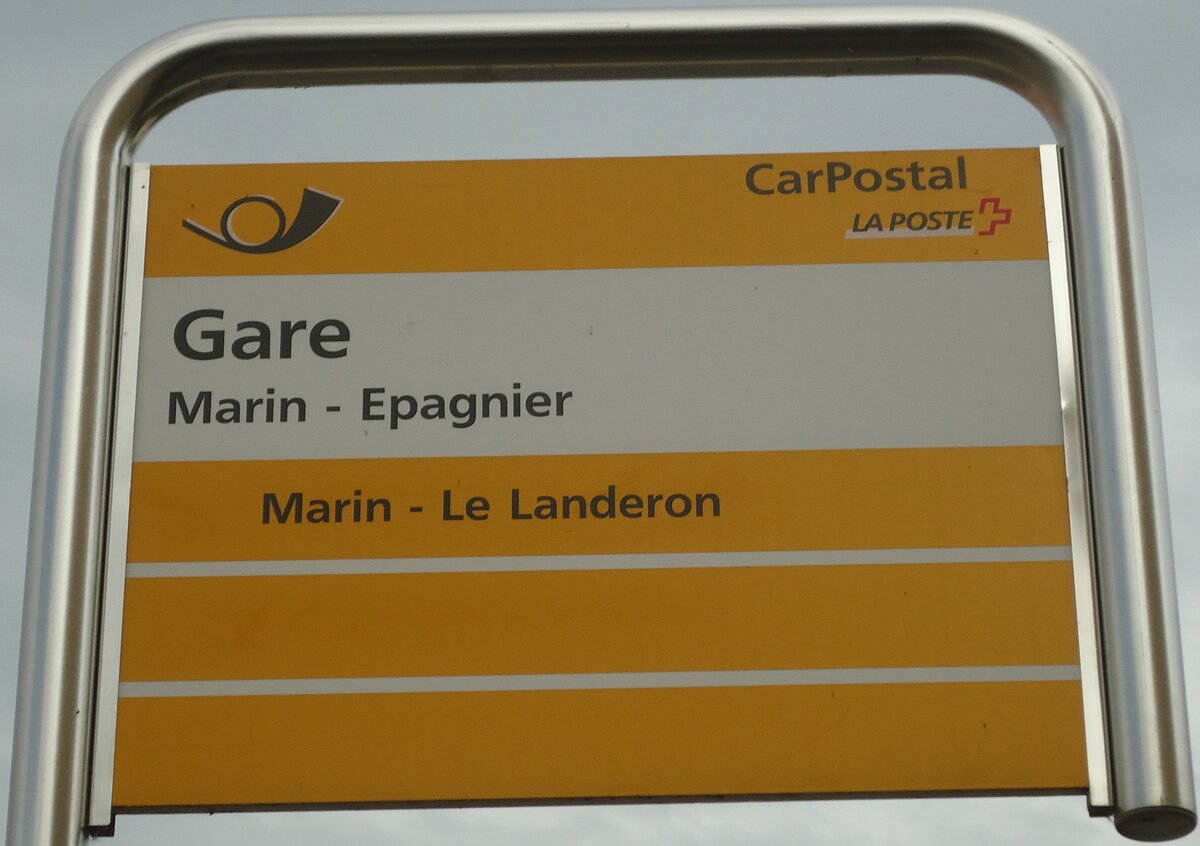 CarPostal
LA POSTE
Gare
Marin - Epagnier
Marin - Le Landeron